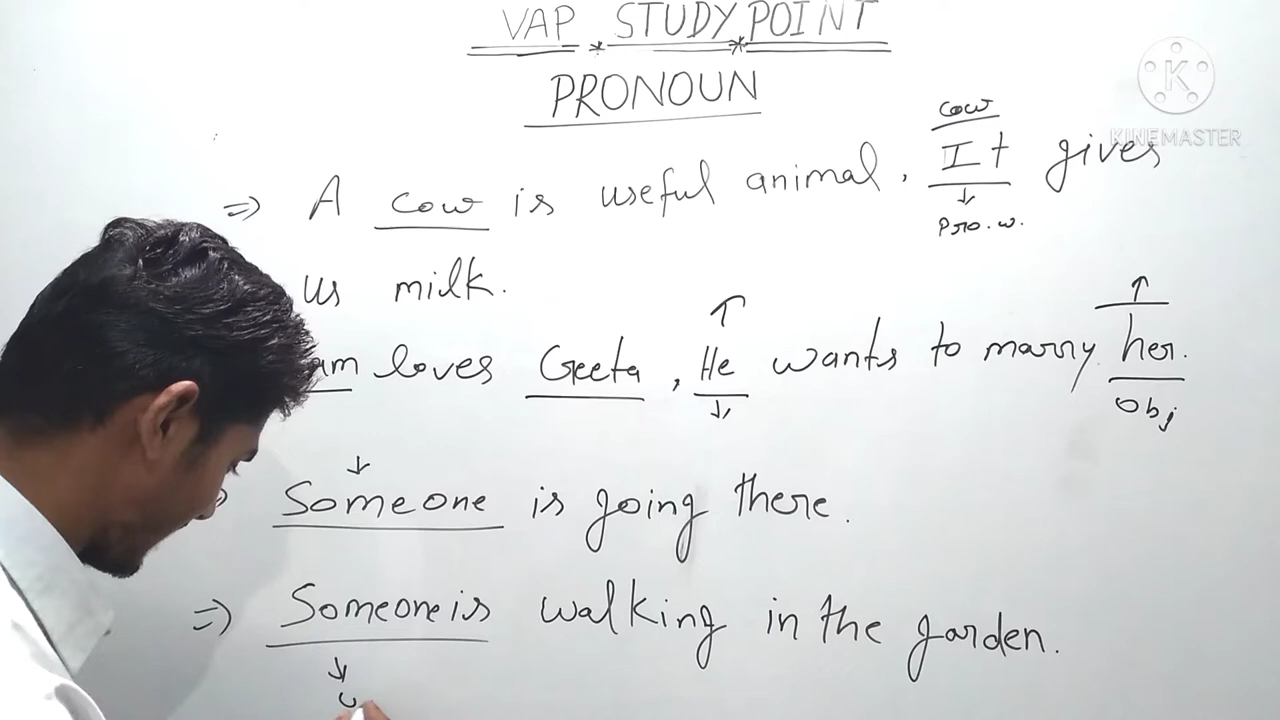 VAP * STUDY * POINT
PRONOUN
cow
⇒ A cow is useful animal, It gives
Pro. w.
us milk.
am loves Geeta, He wants to marry her.
Obj
Someone is going there.
⇒ Someone is walking in the garden.
KINEMASTER